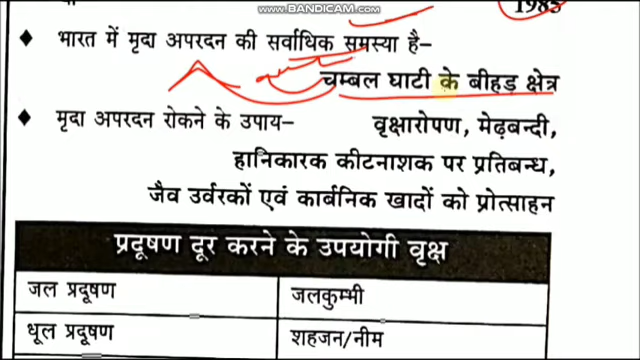 WWW.BANDICAM.COM
1985
♦ भारत में मृदा अपरदन की सर्वाधिक समस्या है–
चम्बल घाटी के बीहड़ क्षेत्र
♦ मृदा अपरदन रोकने के उपाय– वृक्षारोपण, मेढ़बन्दी,
हानिकारक कीटनाशक पर प्रतिबन्ध,
जैव उर्वरकों एवं कार्बनिक खादों को प्रोत्साहन
प्रदूषण दूर करने के उपयोगी वृक्ष
जल प्रदूषण जलकुम्भी
धूल प्रदूषण शहजन/नीम